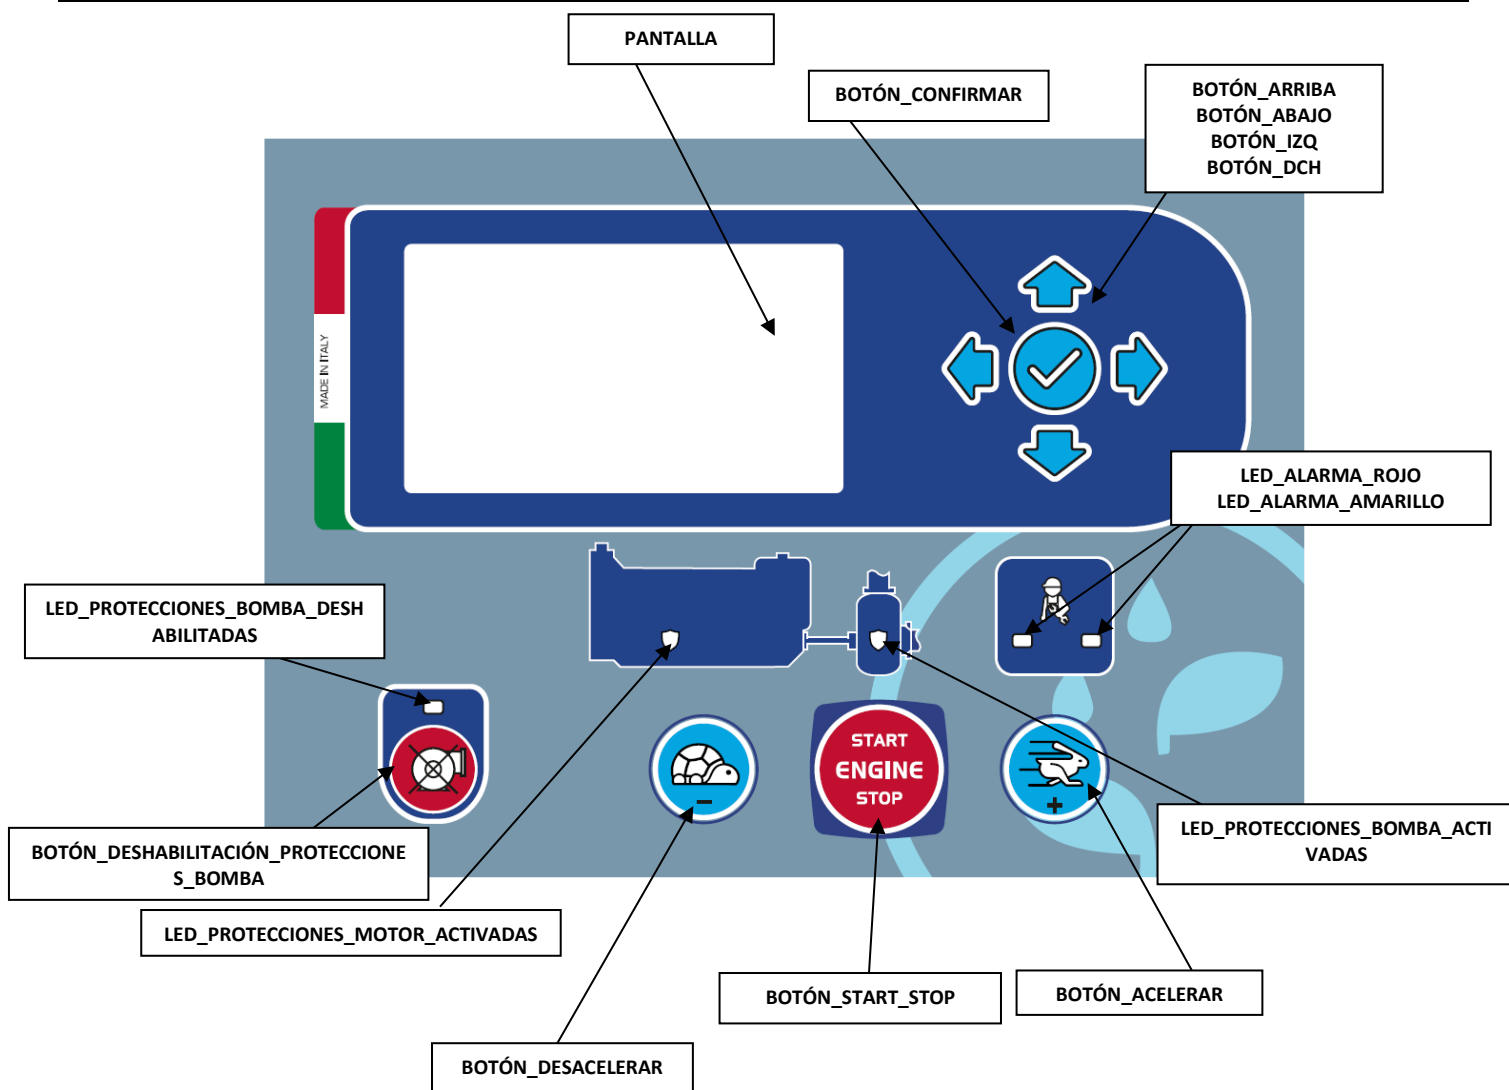 PANTALLA
BOTÓN_CONFIRMAR
BOTÓN_ARRIBA
BOTÓN_ABAJO
BOTÓN_IZQ
BOTÓN_DCH
MADE IN ITALY
LED_ALARMA_ROJO
LED_ALARMA_AMARILLO
LED_PROTECCIONES_BOMBA_DESH
ABILITADAS
START
ENGINE
STOP
-
+
LED_PROTECCIONES_BOMBA_ACTI
VADAS
BOTÓN_DESHABILITACIÓN_PROTECCIONE
S_BOMBA
LED_PROTECCIONES_MOTOR_ACTIVADAS
BOTÓN_START_STOP
BOTÓN_ACELERAR
BOTÓN_DESACELERAR